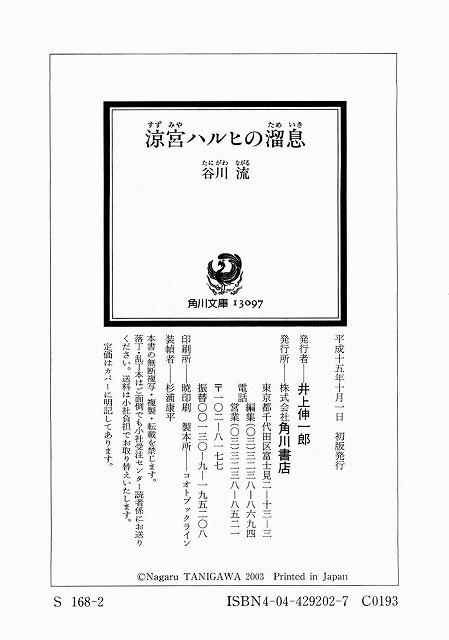 すず みや ため いき
涼宮ハルヒの溜息
たにがわ ながる
谷川 流
角川文庫 13097
平成十五年十月一日 初版発行
発行者――井上伸一郎
発行所――株式会社角川書店
東京都千代田区富士見二―十三―三
電話 編集(〇三)三二三八―八六九四
営業(〇三)三二三八―八五二一
〒一〇二―八一七七
振替〇〇一三〇―九―一九五二〇八
印刷所――暁印刷 製本所――コオトブックライン
装幀者――杉浦康平
本書の無断複写・複製・転載を禁じます。
落丁・乱丁本はご面倒でも小社受注センター読者係にお送り
ください。送料は小社負担でお取り替えいたします。
定価はカバーに明記してあります。
©Nagaru TANIGAWA 2003 Printed in Japan
S 168-2 ISBN4-04-429202-7 C0193